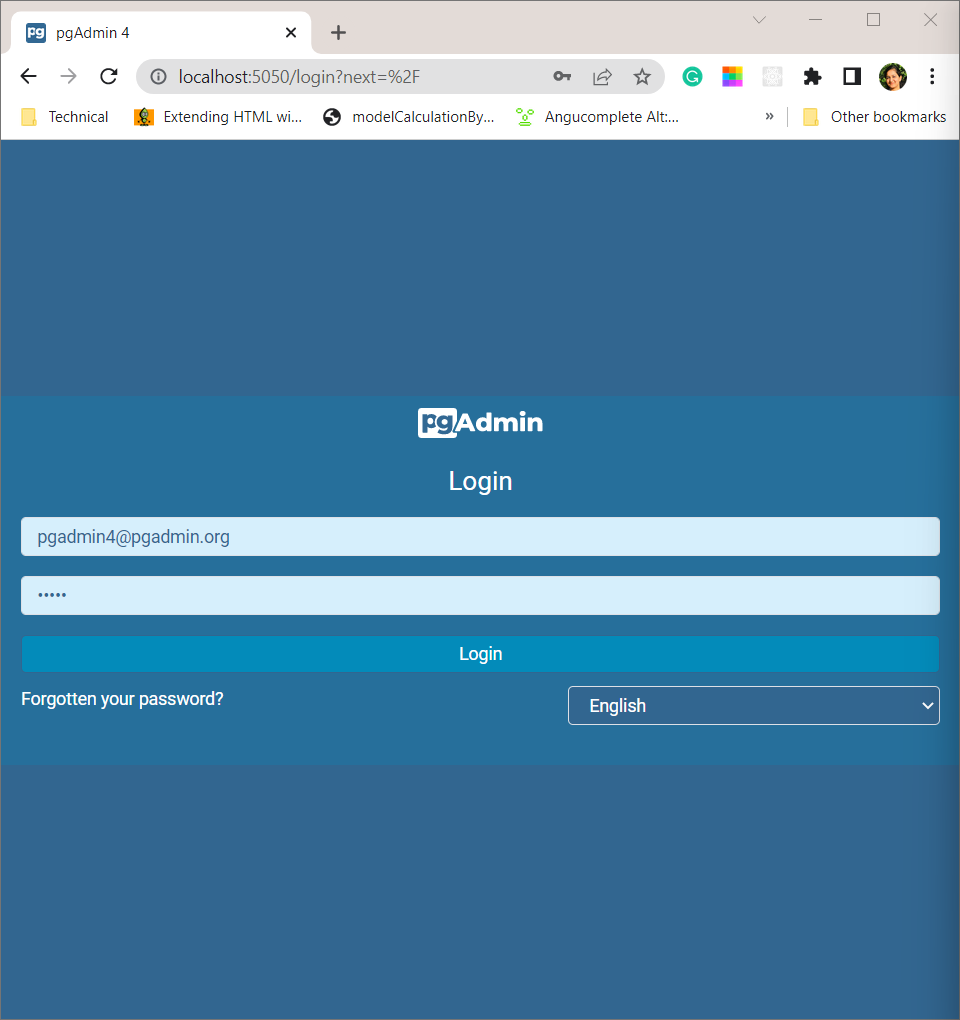 pg pgAdmin 4
localhost:5050/login?next=%2F
Technical Extending HTML wi... modelCalculationBy... Angucomplete Alt:... » Other bookmarks
pgAdmin
Login
pgadmin4@pgadmin.org
•••••
Login
Forgotten your password? English